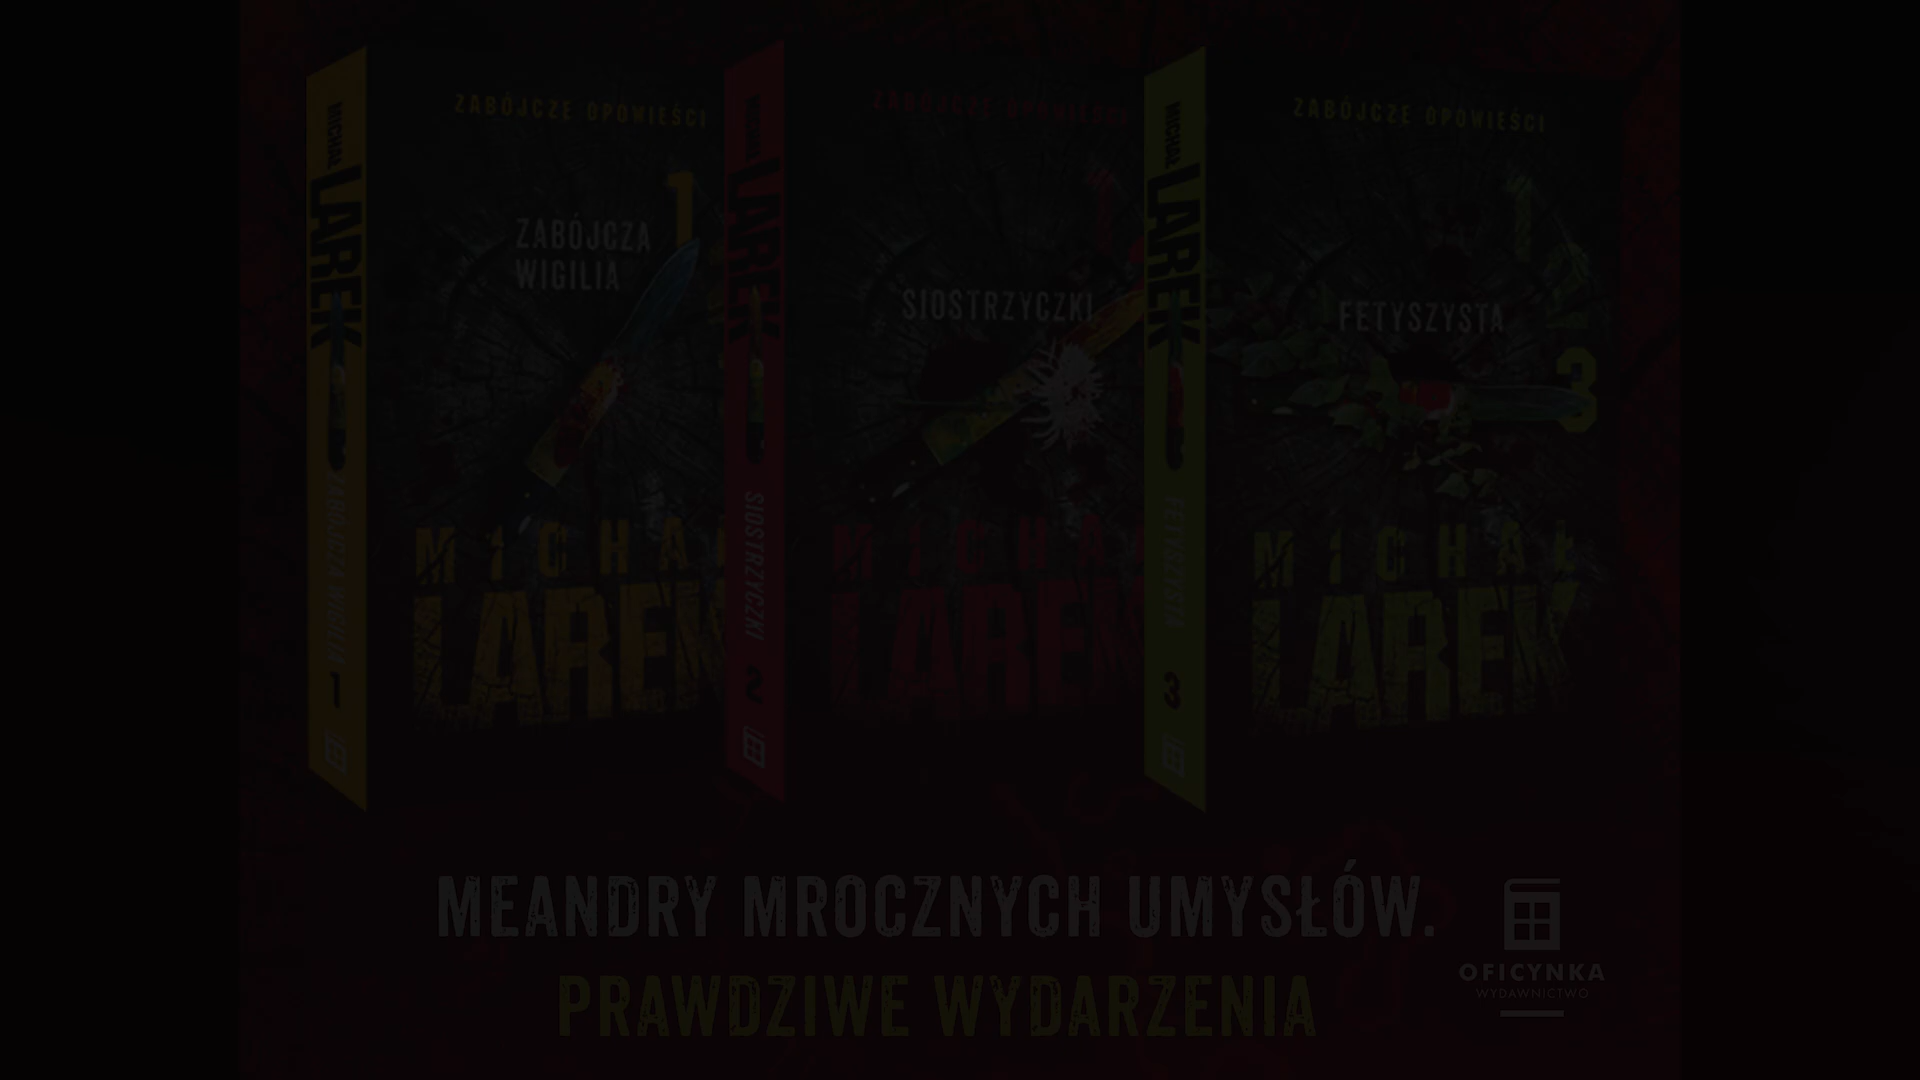 ZABÓJCZE OPOWIEŚCI
1
ZABÓJCZA
WIGILIA
MICHAŁ
LAREK
MICHAŁ LAREK ZABÓJCZA WIGILIA 1
ZABÓJCZE OPOWIEŚCI
SIOSTRZYCZKI
MICHAŁ
LAREK
MICHAŁ LAREK SIOSTRZYCZKI 2
ZABÓJCZE OPOWIEŚCI
1
2
3
FETYSZYSTA
MICHAŁ
LAREK
MICHAŁ LAREK FETYSZYSTA 3
MEANDRY MROCZNYCH UMYSŁÓW.
PRAWDZIWE WYDARZENIA
OFICYNKA
WYDAWNICTWO